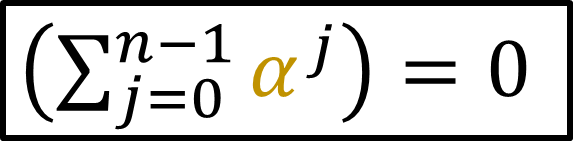 (∑_{j=0}^{n−1} α^j) = 0